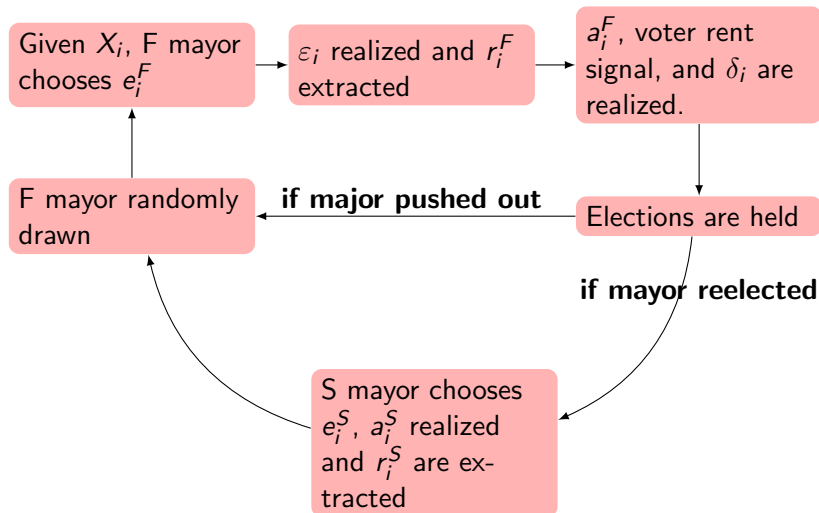 Given X_i, F mayor
chooses e_i^F
ε_i realized and r_i^F
extracted
a_i^F, voter rent
signal, and δ_i are
realized.
F mayor randomly
drawn
if major pushed out
Elections are held
if mayor reelected
S mayor chooses
e_i^S, a_i^S realized
and r_i^S are ex-
tracted